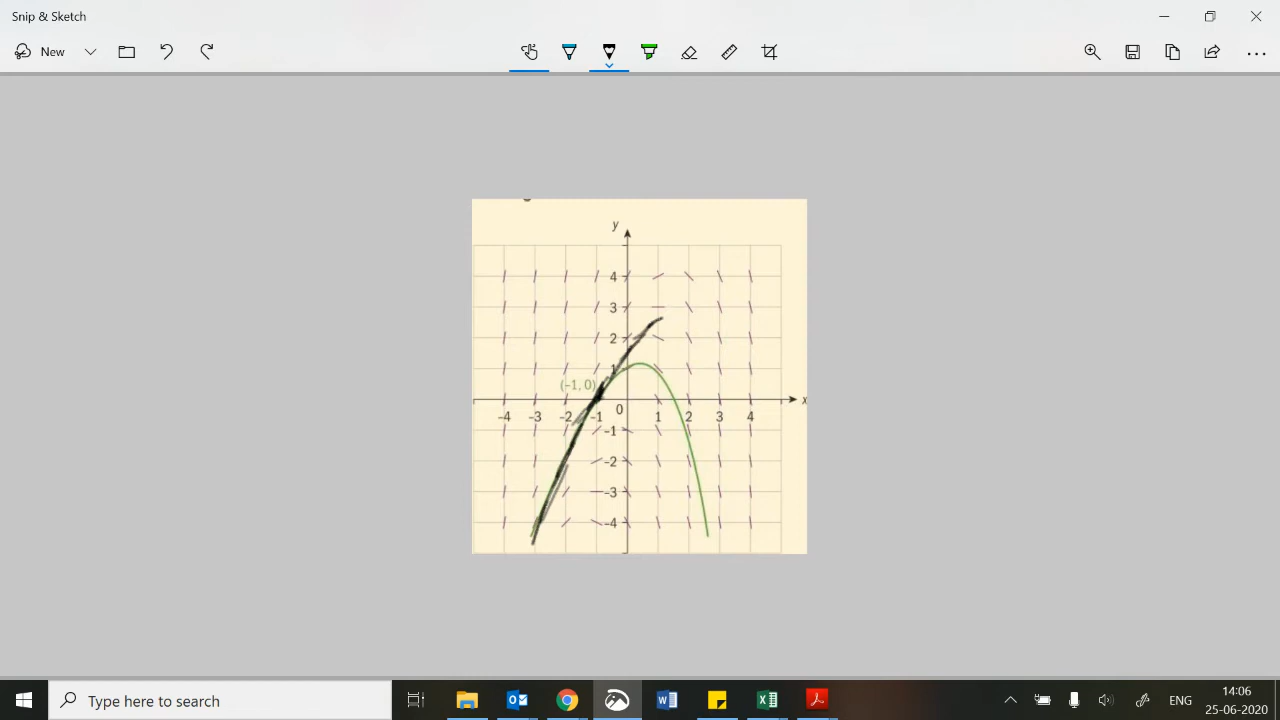 Snip & Sketch
New
y
4
3
2
1
(-1, 0)
x
-4 -3 -2 -1 0 1 2 3 4
-1
-2
-3
-4
Type here to search
ENG
14:06
25-06-2020